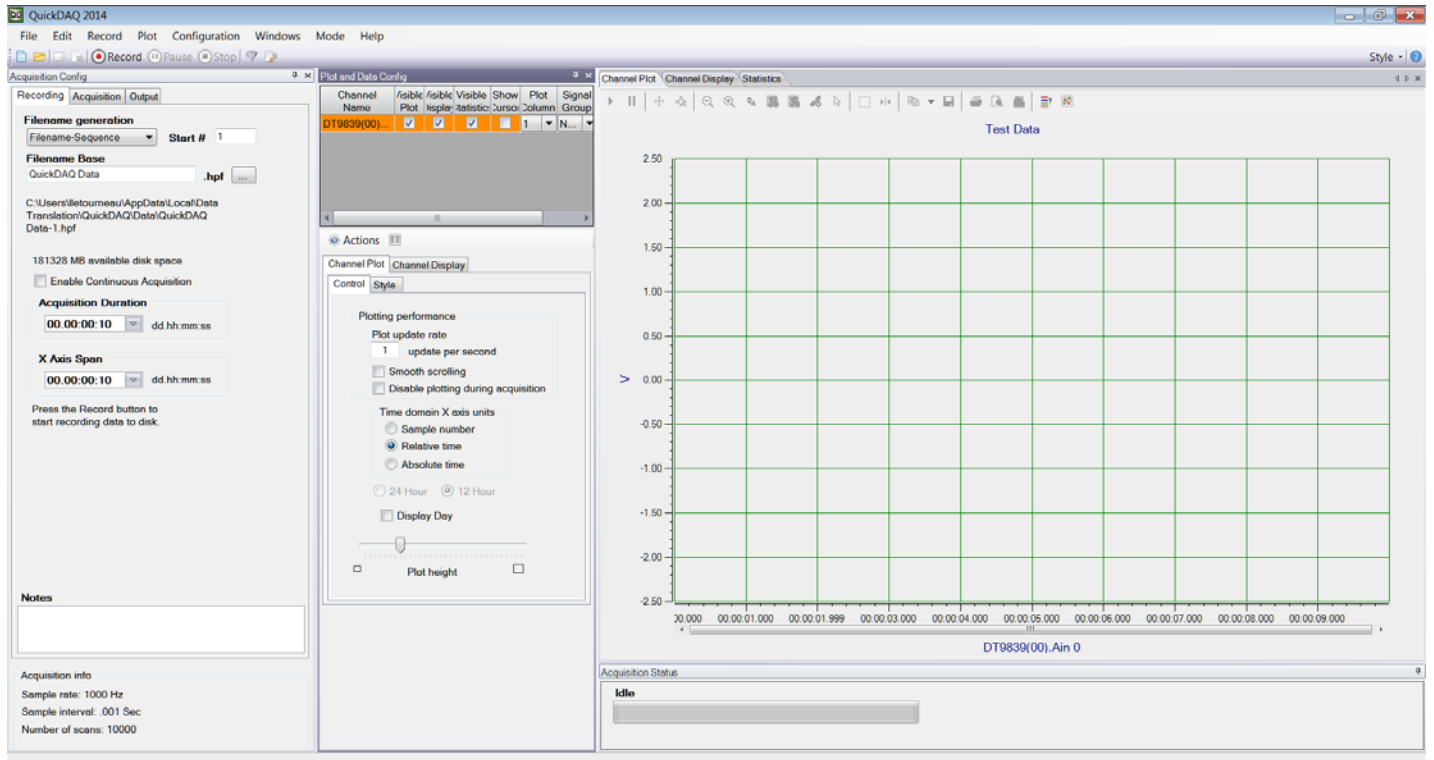 QuickDAQ 2014
File Edit Record Plot Configuration Windows Mode Help
Record Pause Stop
Style
Acquisition Config
Recording Acquisition Output
Filename generation
Filename-Sequence Start # 1
Filename Base
QuickDAQ Data .hpf ...
C:\Users\lletourneau\AppData\Local\Data
Translation\QuickDAQ\Data\QuickDAQ
Data-1.hpf
181328 MB available disk space
Enable Continuous Acquisition
Acquisition Duration
00.00:00:10 dd.hh:mm:ss
X Axis Span
00.00:00:10 dd.hh:mm:ss
Press the Record button to
start recording data to disk.
Notes
Acquisition info
Sample rate: 1000 Hz
Sample interval: .001 Sec
Number of scans: 10000
Plot and Data Config
Channel Visible Show Plot Signal
Name Plot Column Group
DT9839(00)... 1 N...
Actions
Channel Plot Channel Display
Control Style
Plotting performance
Plot update rate
1 update per second
Smooth scrolling
Disable plotting during acquisition
Time domain X axis units
Sample number
Relative time
Absolute time
24 Hour 12 Hour
Display Day
Plot height
Channel Plot Channel Display Statistics
Test Data
2.50
2.00
1.50
1.00
0.50
V 0.00
-0.50
-1.00
-1.50
-2.00
-2.50
00:00:01.000 00:00:01.999 00:00:03.000 00:00:04.000 00:00:05.000 00:00:06.000 00:00:07.000 00:00:08.000 00:00:09.000
DT9839(00).Ain 0
Acquisition Status
Idle